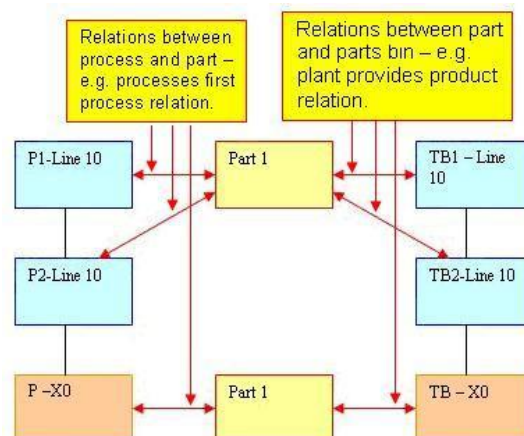 Relations between
process and part –
e.g. processes first
process relation.
Relations between part
and parts bin – e.g.
plant provides product
relation.
P1-Line 10
Part 1
TB1 – Line
10
P2-Line 10
TB2-Line 10
P –X0
Part 1
TB – X0